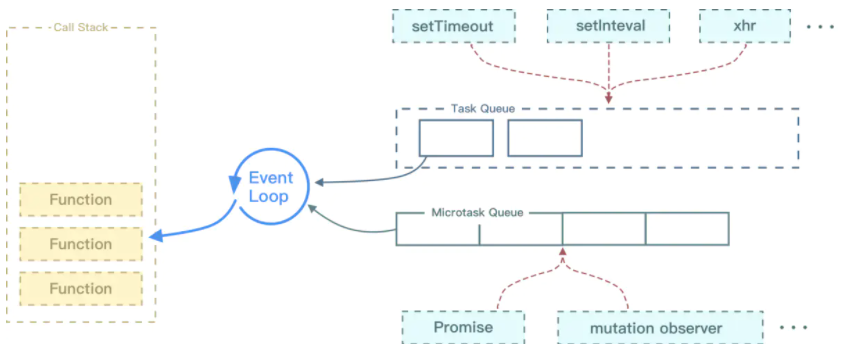 Call Stack
setTimeout
setInteval
xhr
...
Task Queue
Event
Loop
Function
Function
Function
Microtask Queue
Promise
mutation observer
...